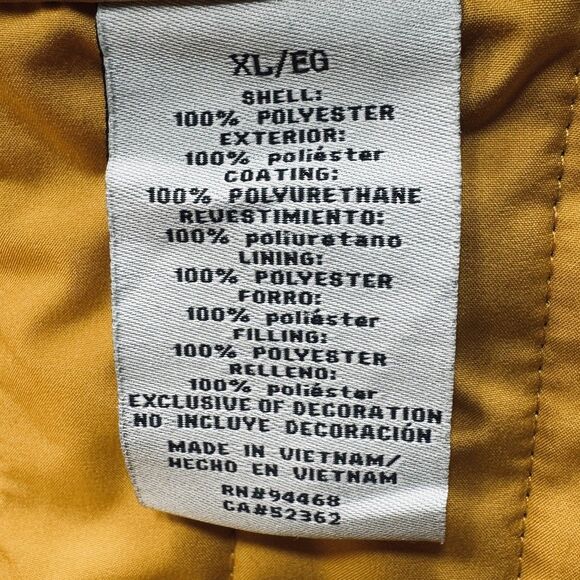 XL/EG
SHELL:
100% POLYESTER
EXTERIOR:
100% poliéster
COATING:
100% POLYURETHANE
REVESTIMIENTO:
100% poliuretano
LINING:
100% POLYESTER
FORRO:
100% poliéster
FILLING:
100% POLYESTER
RELLENO:
100% poliéster
EXCLUSIVE OF DECORATION
NO INCLUYE DECORACIÓN
MADE IN VIETNAM/
HECHO EN VIETNAM
RN#94468
CA#52362